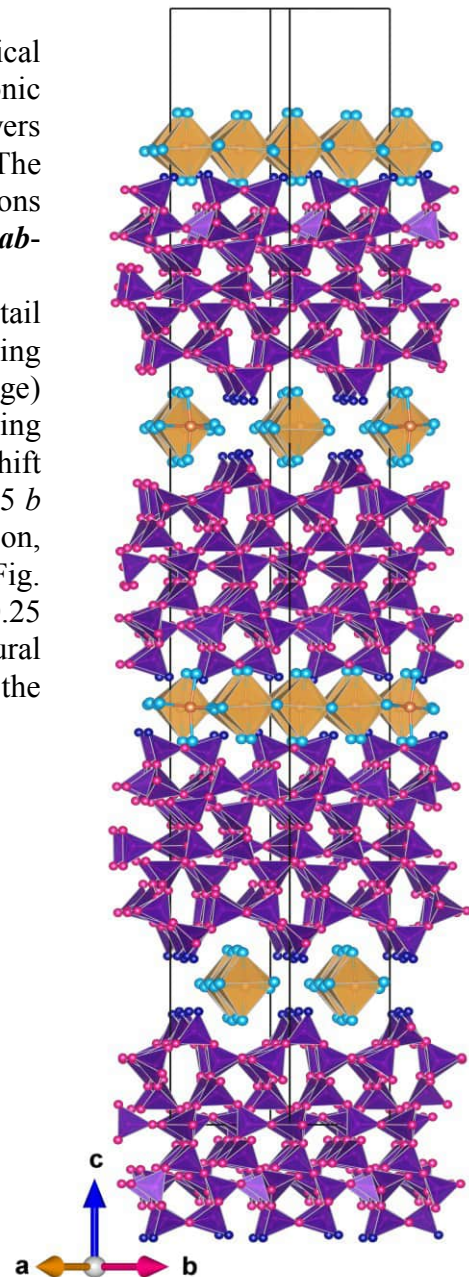 ical
onic
vers
The
ons
ab-
tail
ing
ge)
ing
hift
5 b
on,
Fig.
.25
ural
the
c
a
b